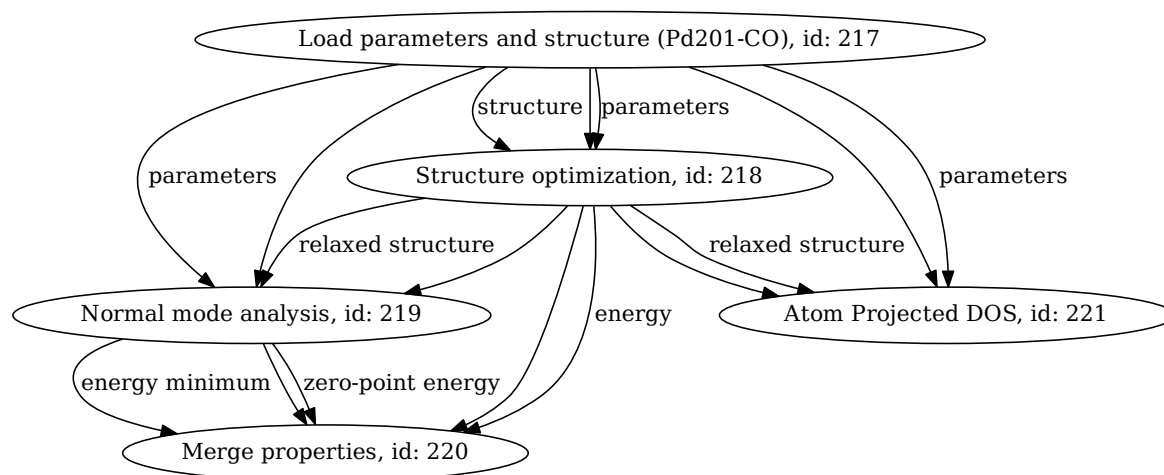 Load parameters and structure (Pd201-CO), id: 217
structure
parameters
parameters
Structure optimization, id: 218
parameters
relaxed structure
relaxed structure
energy
Normal mode analysis, id: 219
Atom Projected DOS, id: 221
energy minimum
zero-point energy
Merge properties, id: 220